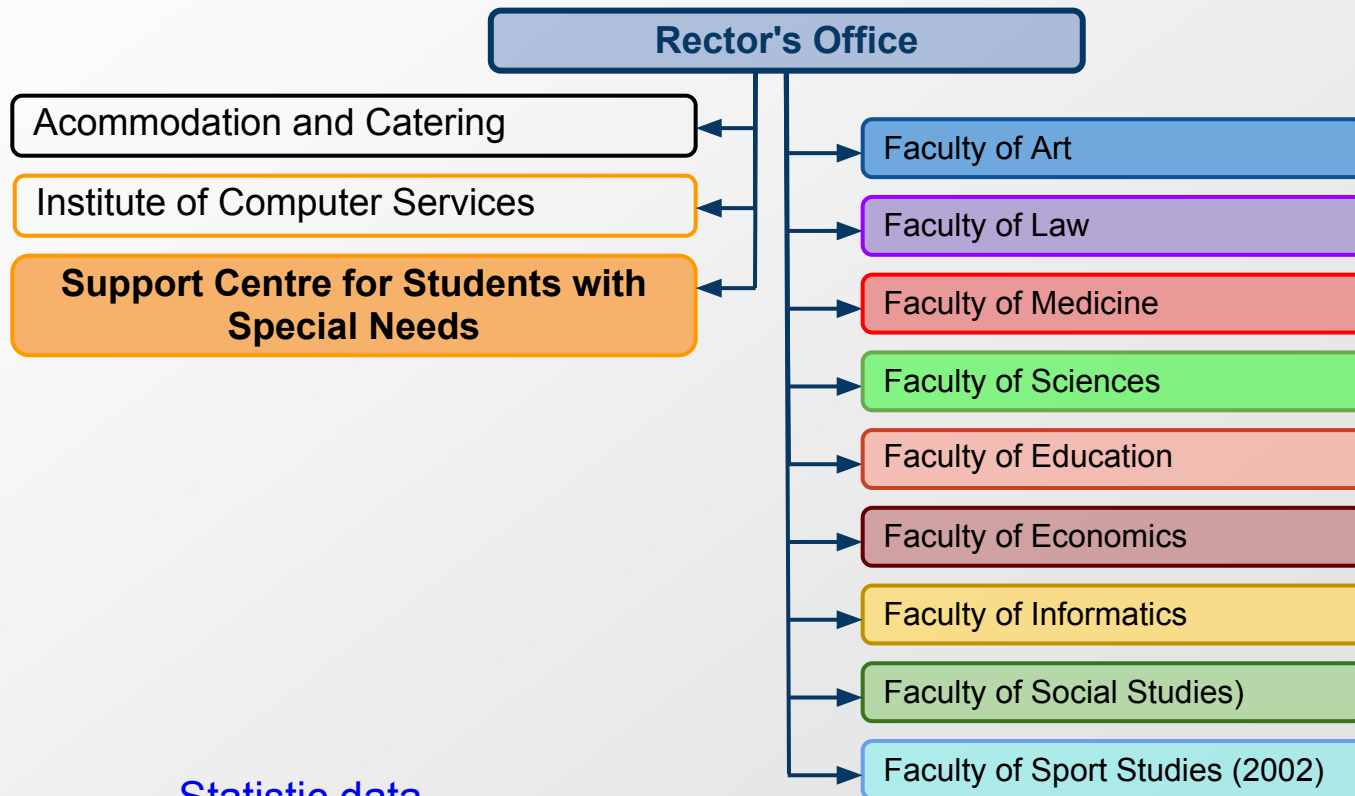 Rector's Office
Acommodation and Catering
Institute of Computer Services
Support Centre for Students with
Special Needs
Faculty of Art
Faculty of Law
Faculty of Medicine
Faculty of Sciences
Faculty of Education
Faculty of Economics
Faculty of Informatics
Faculty of Social Studies)
Faculty of Sport Studies (2002)
Statistic data